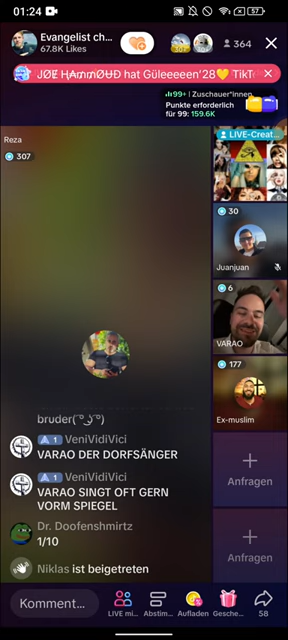 01:24
57
Evangelist ch...
67.8K Likes
364
JØɆ Ħ₳₥₥ØɄĐ hat Güleeeeen'28💛 TikTo
99+ | Zuschauer*innen
Punkte erforderlich
für 99: 159.6K
Reza
307
LIVE-Creat...
30
Juanjuan
6
VARAO
177
Ex-muslim
Anfragen
Anfragen
bruder( ͡° ͜ʖ ͡°)
1 VeniVidiVici
VARAO DER DORFSÄNGER
1 VeniVidiVici
VARAO SINGT OFT GERN
VORM SPIEGEL
Dr. Doofenshmirtz
1/10
Niklas ist beigetreten
Komment...
LIVE mi...
Abstim...
Aufladen
Gesche...
58